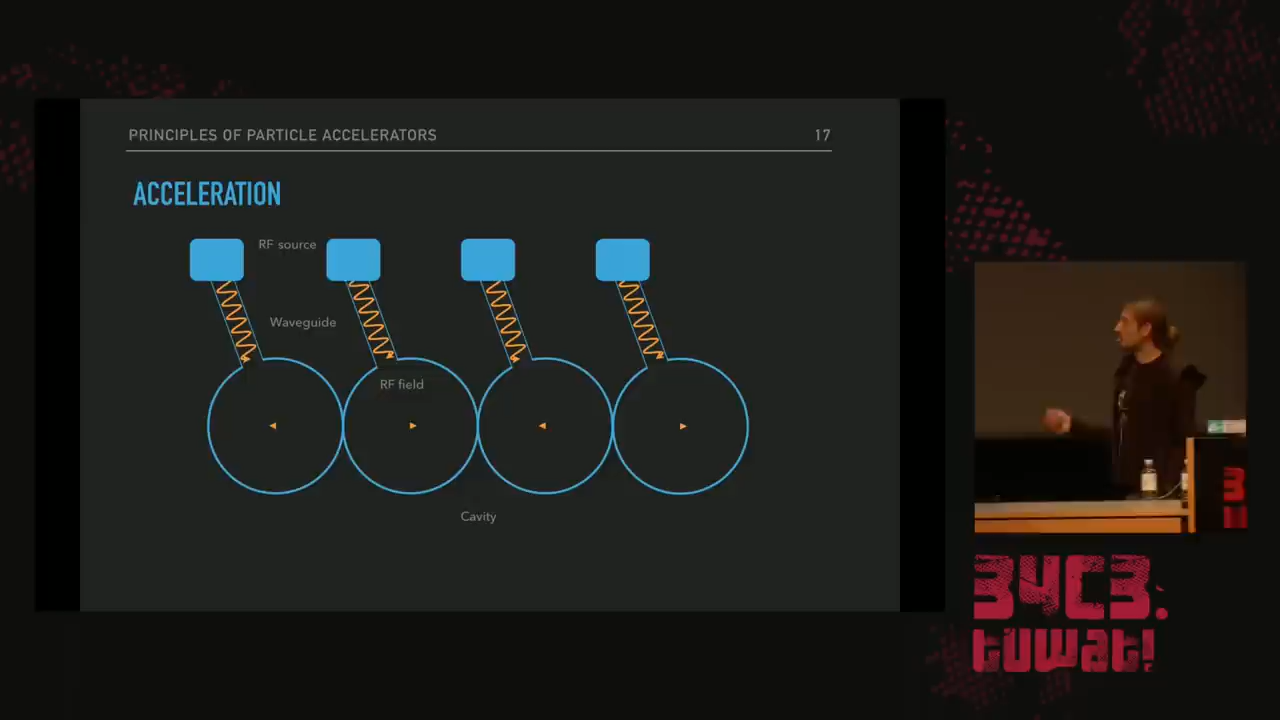 PRINCIPLES OF PARTICLE ACCELERATORS 17
ACCELERATION
RF source
Waveguide
RF field
Cavity
34C3.
tuwat!